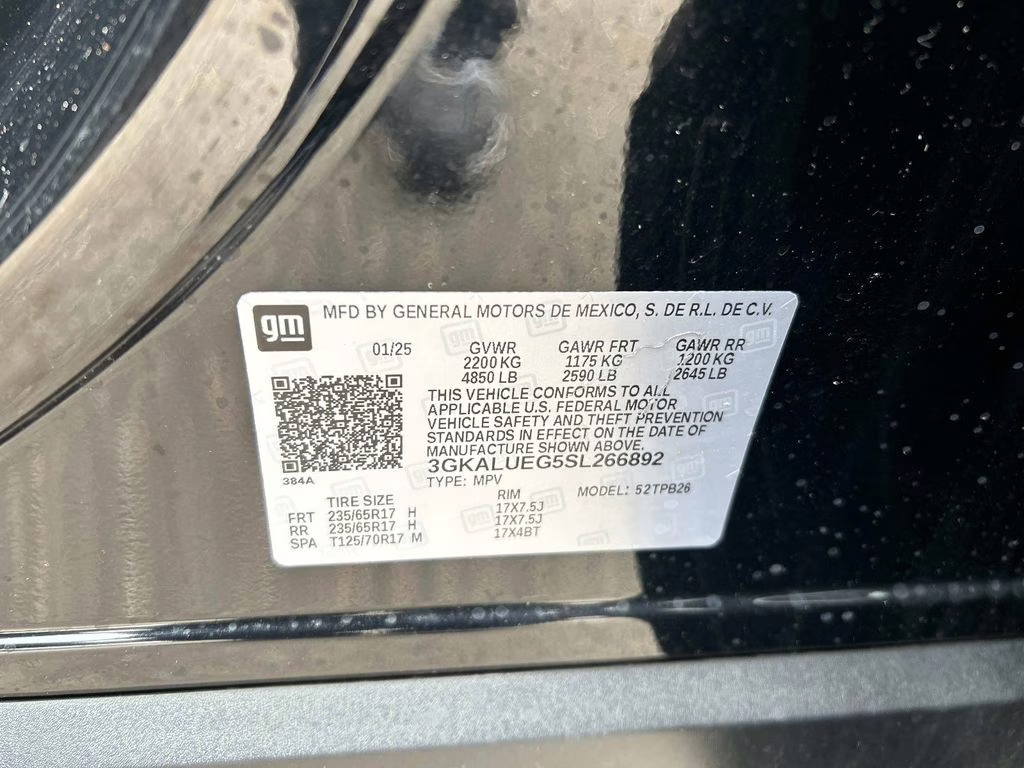 gm
MFD BY GENERAL MOTORS DE MEXICO, S. DE R.L. DE C.V.
01/25 GVWR GAWR FRT GAWR RR
2200 KG 1175 KG 1200 KG
4850 LB 2590 LB 2645 LB
THIS VEHICLE CONFORMS TO ALL
APPLICABLE U.S. FEDERAL MOTOR
VEHICLE SAFETY AND THEFT PREVENTION
STANDARDS IN EFFECT ON THE DATE OF
MANUFACTURE SHOWN ABOVE.
3GKALUEG5SL266892
384A
TYPE: MPV MODEL: 52TPB26
TIRE SIZE RIM
FRT 235/65R17 H 17X7.5J
RR 235/65R17 H 17X7.5J
SPA T125/70R17 M 17X4BT